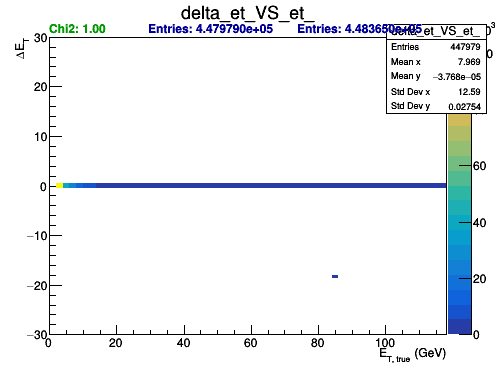 delta_et_VS_et_
Chi2: 1.00 Entries: 4.479790e+05 Entries: 4.483650e+05
delta_et_VS_et_
Entries 447979
Mean x 7.969
Mean y −3.768e−05
Std Dev x 12.59
Std Dev y 0.02754
ΔE_T
30
20
10
0
−10
−20
−30
0 20 40 60 80 100
E_T, true (GeV)
60
40
20
0